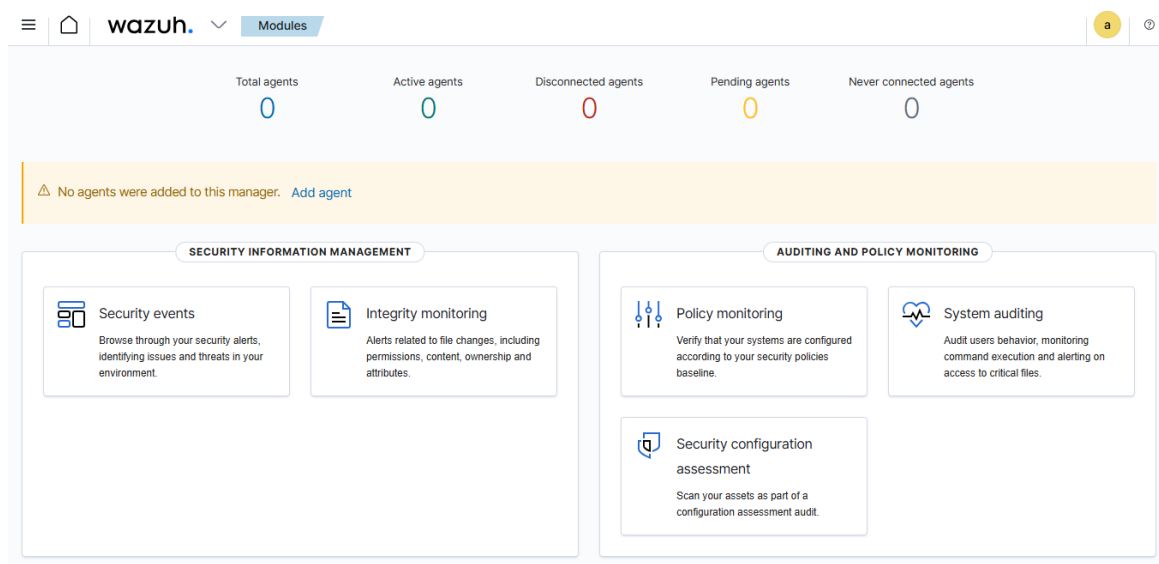 wazuh.
Modules
a
Total agents
0
Active agents
0
Disconnected agents
0
Pending agents
0
Never connected agents
0
No agents were added to this manager. Add agent
SECURITY INFORMATION MANAGEMENT
Security events
Browse through your security alerts,
identifying issues and threats in your
environment.
Integrity monitoring
Alerts related to file changes, including
permissions, content, ownership and
attributes.
AUDITING AND POLICY MONITORING
Policy monitoring
Verify that your systems are configured
according to your security policies
baseline.
System auditing
Audit users behavior, monitoring
command execution and alerting on
access to critical files.
Security configuration
assessment
Scan your assets as part of a
configuration assessment audit.